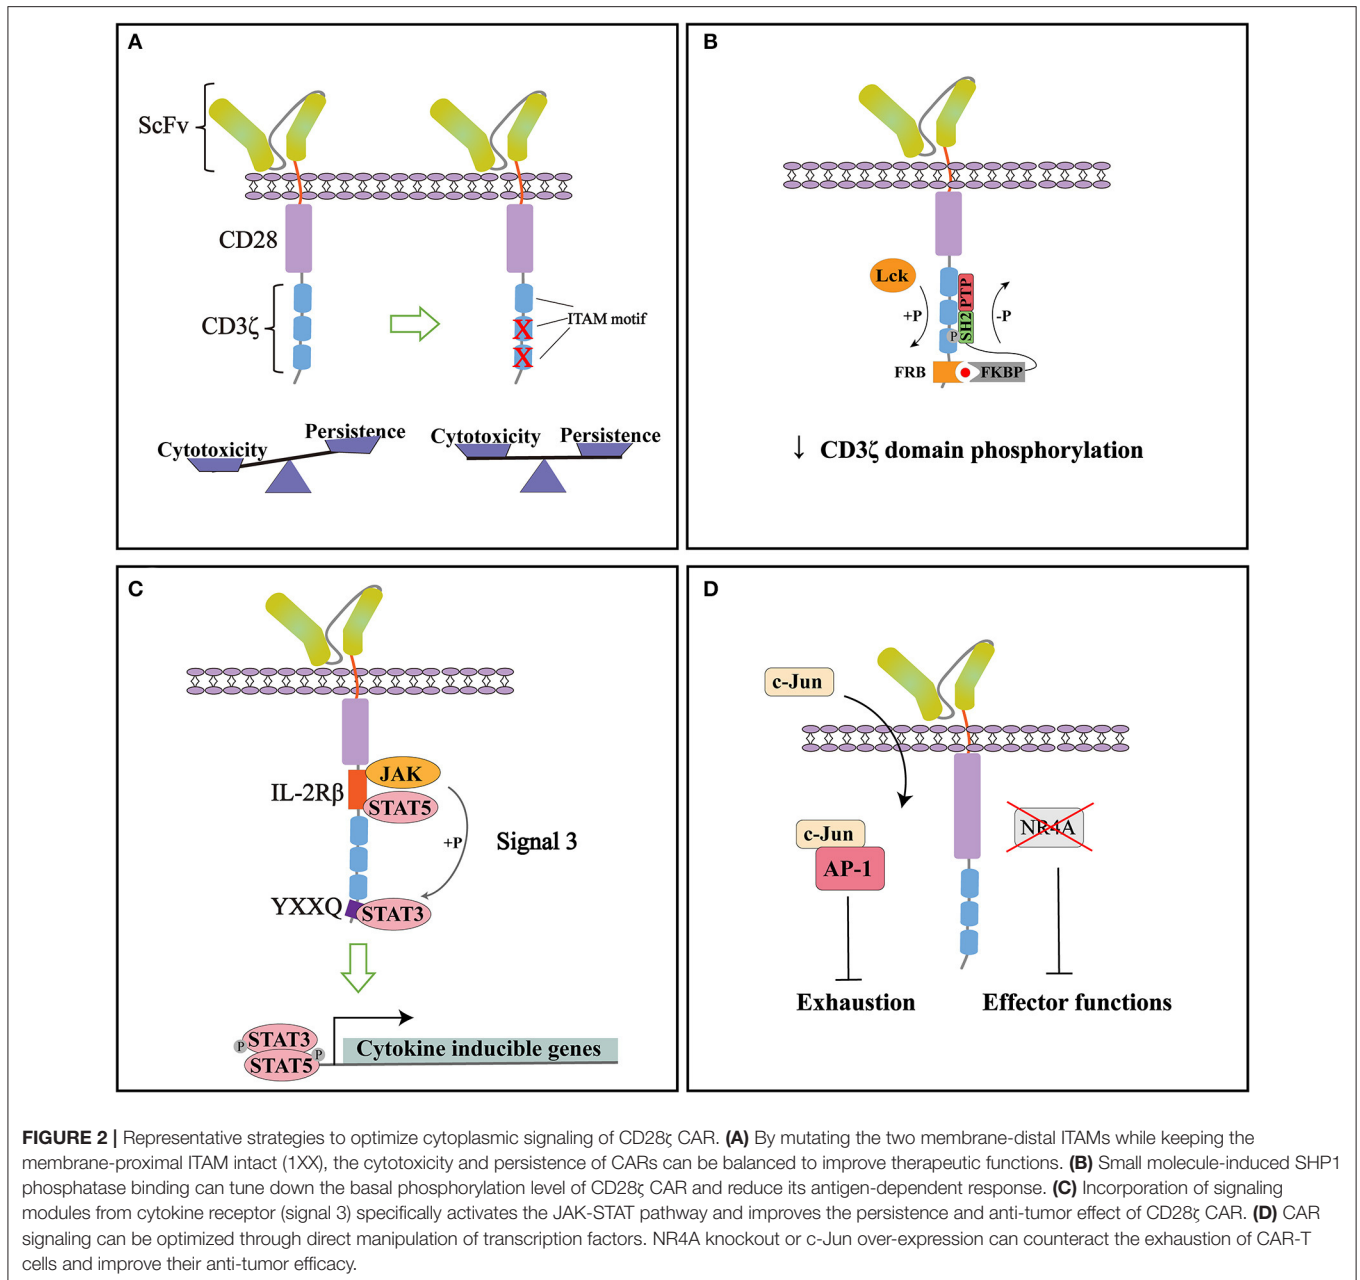 A
ScFv
CD28
CD3ζ
X
X
ITAM motif
Cytotoxicity
Persistence
Cytotoxicity
Persistence
B
Lck
+P
PTP
SH2
P
-P
FRB
FKBP
↓ CD3ζ domain phosphorylation
C
JAK
IL-2Rβ
STAT5
+P
Signal 3
YXXQ
STAT3
STAT3
P
P
STAT5
Cytokine inducible genes
D
c-Jun
c-Jun
AP-1
NR4A
Exhaustion
Effector functions
FIGURE 2 | Representative strategies to optimize cytoplasmic signaling of CD28ζ CAR. (A) By mutating the two membrane-distal ITAMs while keeping the
membrane-proximal ITAM intact (1XX), the cytotoxicity and persistence of CARs can be balanced to improve therapeutic functions. (B) Small molecule-induced SHP1
phosphatase binding can tune down the basal phosphorylation level of CD28ζ CAR and reduce its antigen-dependent response. (C) Incorporation of signaling
modules from cytokine receptor (signal 3) specifically activates the JAK-STAT pathway and improves the persistence and anti-tumor effect of CD28ζ CAR. (D) CAR
signaling can be optimized through direct manipulation of transcription factors. NR4A knockout or c-Jun over-expression can counteract the exhaustion of CAR-T
cells and improve their anti-tumor efficacy.